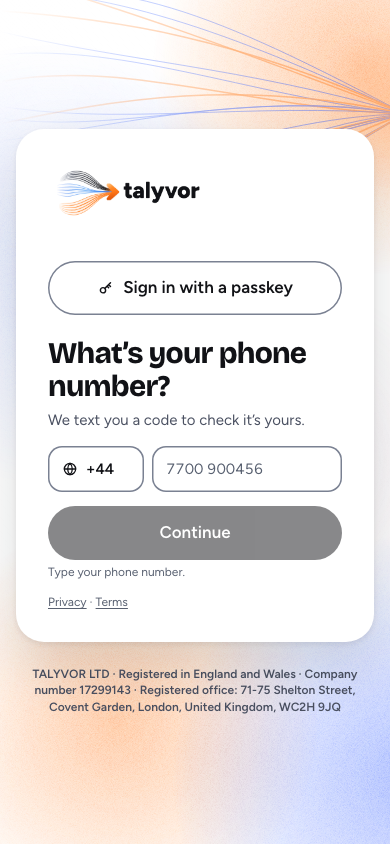 talyvor
Sign in with a passkey
What's your phone
number?
We text you a code to check it's yours.
+44
7700 900456
Continue
Type your phone number.
Privacy · Terms
TALYVOR LTD · Registered in England and Wales · Company
number 17299143 · Registered office: 71-75 Shelton Street,
Covent Garden, London, United Kingdom, WC2H 9JQ